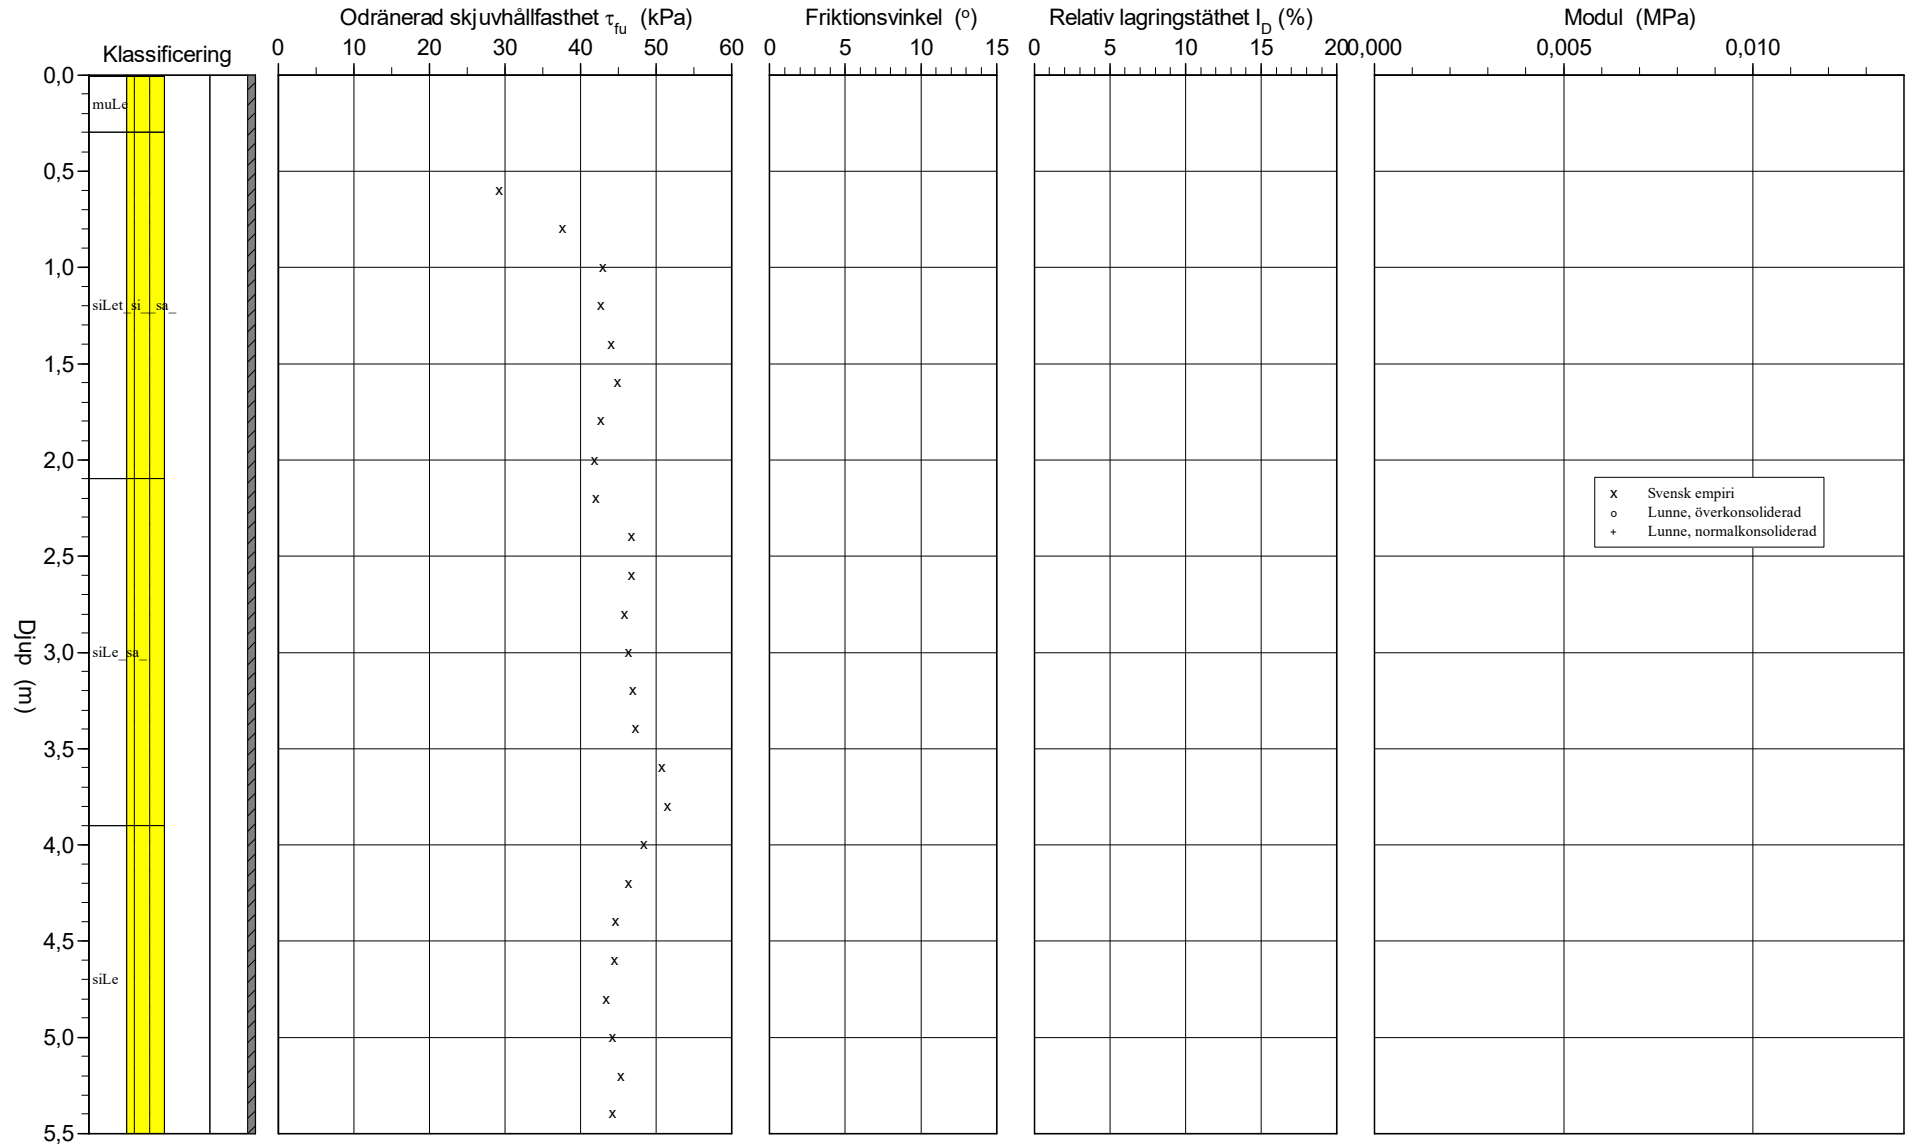 Odränerad skjuvhållfasthet τfu (kPa) Friktionsvinkel (o) Relativ lagringstäthet ID (%) Modul (MPa)
Klassificering 0 10 20 30 40 50 60 0 5 10 15 0 5 10 15 20 0,000 0,005 0,010
0,0
muLe
0,5
1,0
siLet_si__sa_
1,5
2,0
x Svensk empiri
o Lunne, överkonsoliderad
+ Lunne, normalkonsoliderad
2,5
Djup (m)
3,0
siLe_sa_
3,5
4,0
4,5
siLe
5,0
5,5